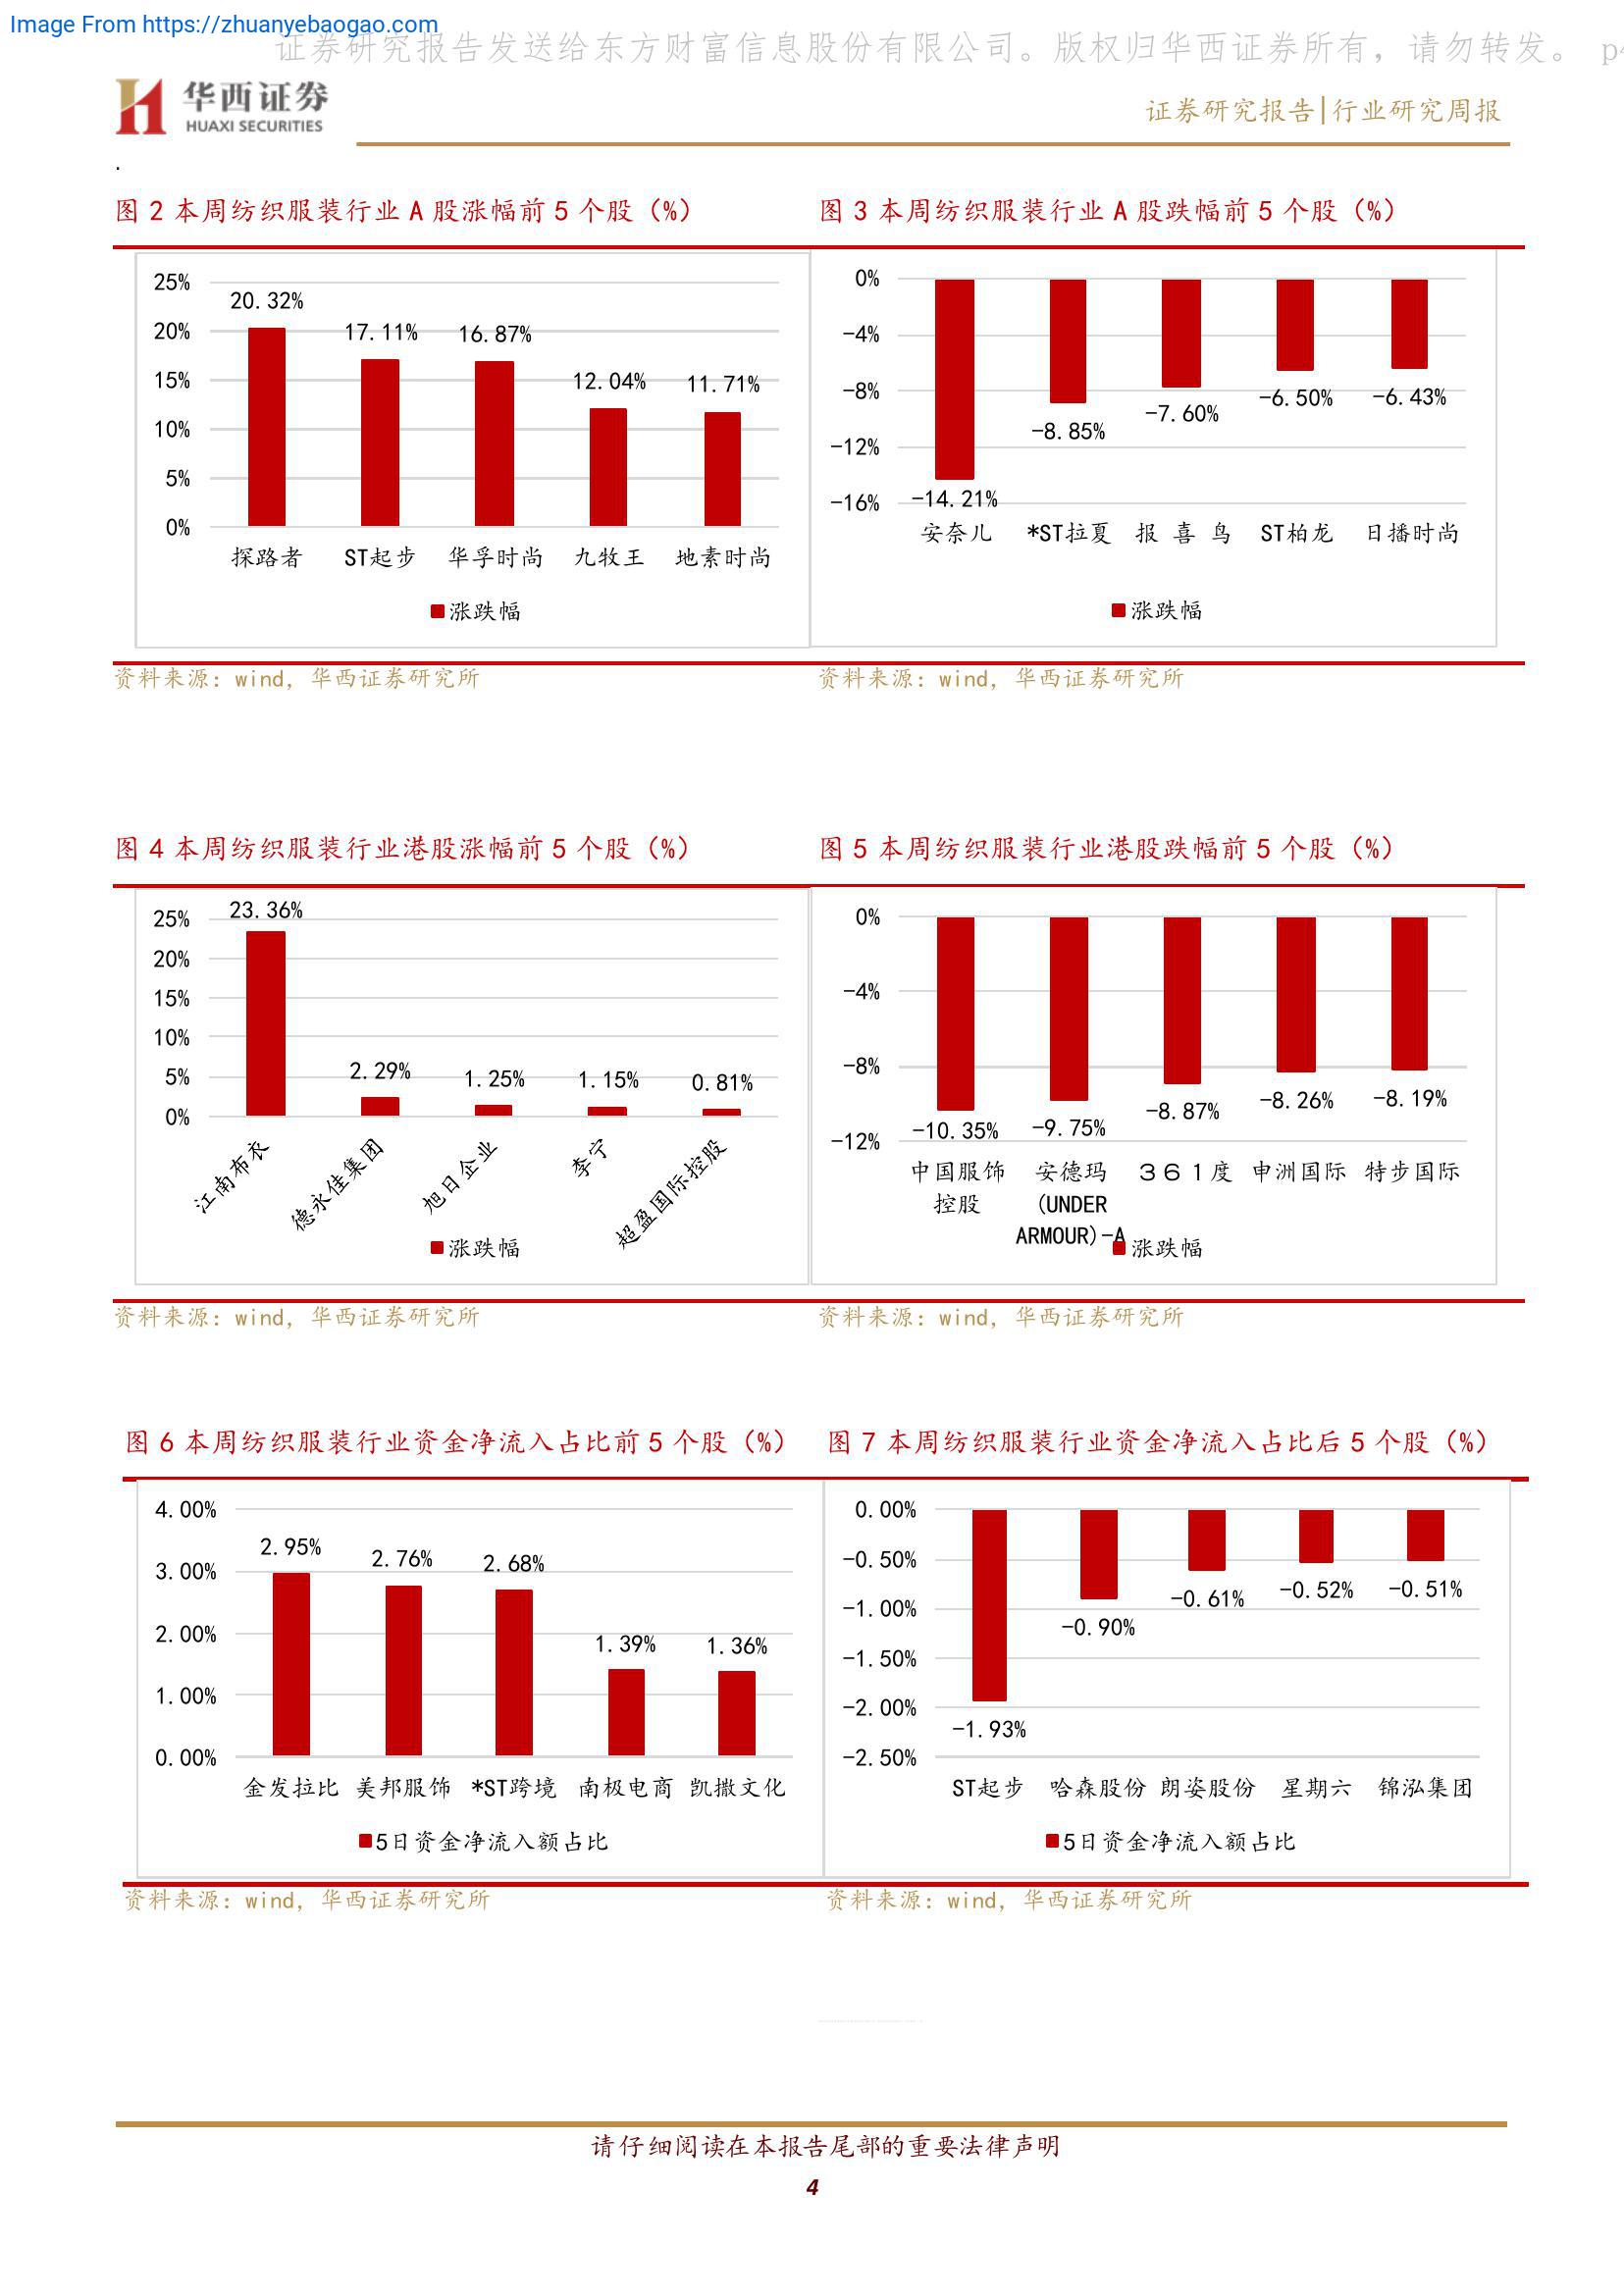 Image From https://zhuanyebaogao.com
证券研究报告发送给东方财富信息股份有限公司。版权归华西证券所有，请勿转发。 p4
华西证券
HUAXI SECURITIES
证券研究报告|行业研究周报
.
图 2 本周纺织服装行业 A 股涨幅前 5 个股（%）
25%
20%
15%
10%
5%
0%
20.32%
17.11%
16.87%
12.04%
11.71%
探路者 ST起步 华孚时尚 九牧王 地素时尚
涨跌幅
资料来源：wind，华西证券研究所
图 3 本周纺织服装行业 A 股跌幅前 5 个股（%）
0%
-4%
-8%
-12%
-16%
-14.21%
-8.85%
-7.60%
-6.50%
-6.43%
安奈儿 *ST拉夏 报 喜 鸟 ST柏龙 日播时尚
涨跌幅
资料来源：wind，华西证券研究所
图 4 本周纺织服装行业港股涨幅前 5 个股（%）
25%
20%
15%
10%
5%
0%
23.36%
2.29%
1.25%
1.15%
0.81%
江南布衣 德永佳集团 旭日企业 李宁 超盈国际控股
涨跌幅
资料来源：wind，华西证券研究所
图 5 本周纺织服装行业港股跌幅前 5 个股（%）
0%
-4%
-8%
-12%
-10.35%
-9.75%
-8.87%
-8.26%
-8.19%
中国服饰 安德玛 ３６１度 申洲国际 特步国际
控股 (UNDER
ARMOUR)-A
涨跌幅
资料来源：wind，华西证券研究所
图 6 本周纺织服装行业资金净流入占比前 5 个股（%）
4.00%
3.00%
2.00%
1.00%
0.00%
2.95%
2.76%
2.68%
1.39%
1.36%
金发拉比 美邦服饰 *ST跨境 南极电商 凯撒文化
5日资金净流入额占比
资料来源：wind，华西证券研究所
图 7 本周纺织服装行业资金净流入占比后 5 个股（%）
0.00%
-0.50%
-1.00%
-1.50%
-2.00%
-2.50%
-1.93%
-0.90%
-0.61%
-0.52%
-0.51%
ST起步 哈森股份 朗姿股份 星期六 锦泓集团
5日资金净流入额占比
资料来源：wind，华西证券研究所
请仔细阅读在本报告尾部的重要法律声明
4